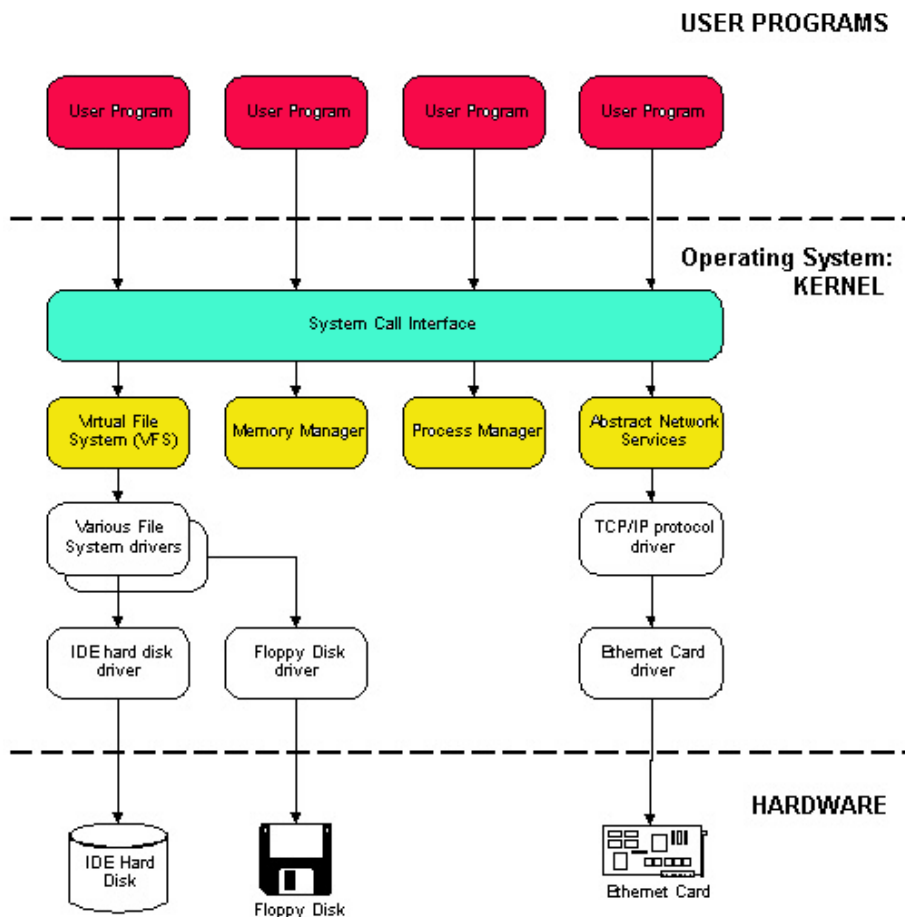 USER PROGRAMS
User Program
User Program
User Program
User Program
Operating System:
KERNEL
System Call Interface
Virtual File
System (VFS)
Memory Manager
Process Manager
Abstract Network
Services
Various File
System drivers
TCP/IP protocol
driver
IDE hard disk
driver
Floppy Disk
driver
Ethernet Card
driver
HARDWARE
IDE Hard
Disk
Floppy Disk
Ethernet Card